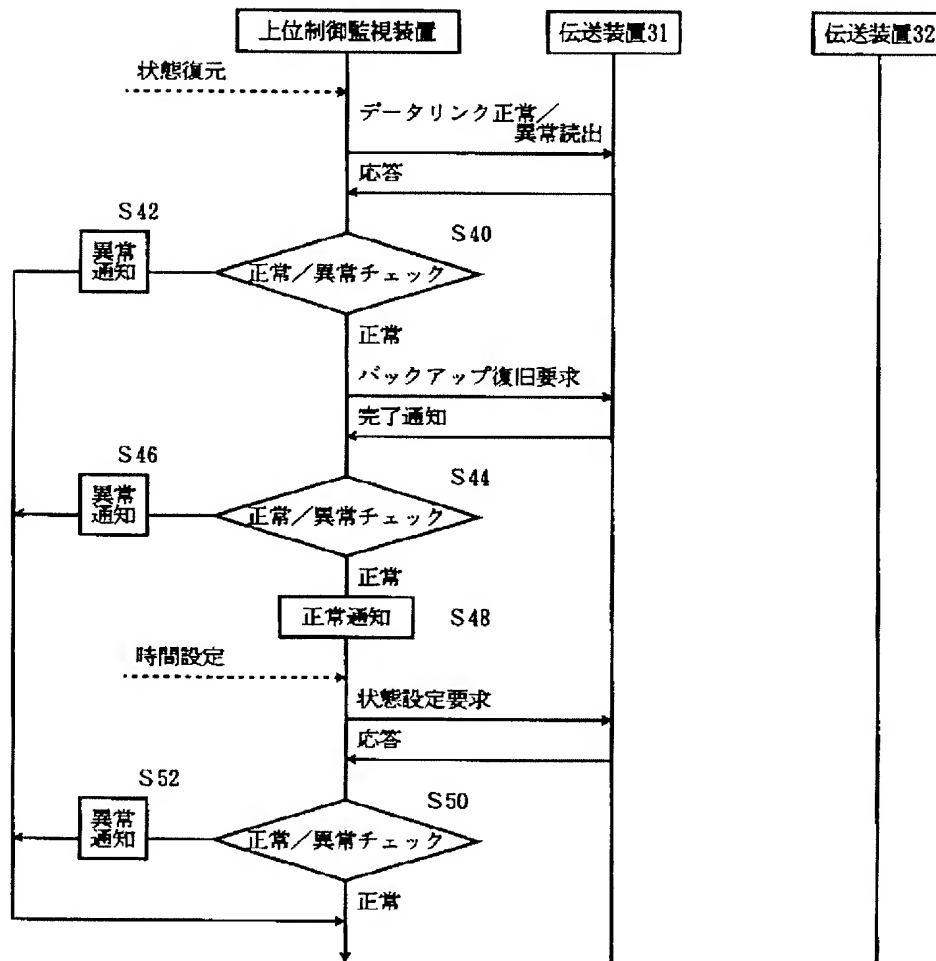 上位制御監視装置
伝送装置31
伝送装置32
状態復元
データリンク正常／
異常読出
応答
S42
S40
異常
通知
正常／異常チェック
正常
バックアップ復旧要求
完了通知
S46
S44
異常
通知
正常／異常チェック
正常
正常通知
S48
時間設定
状態設定要求
応答
S52
S50
異常
通知
正常／異常チェック
正常